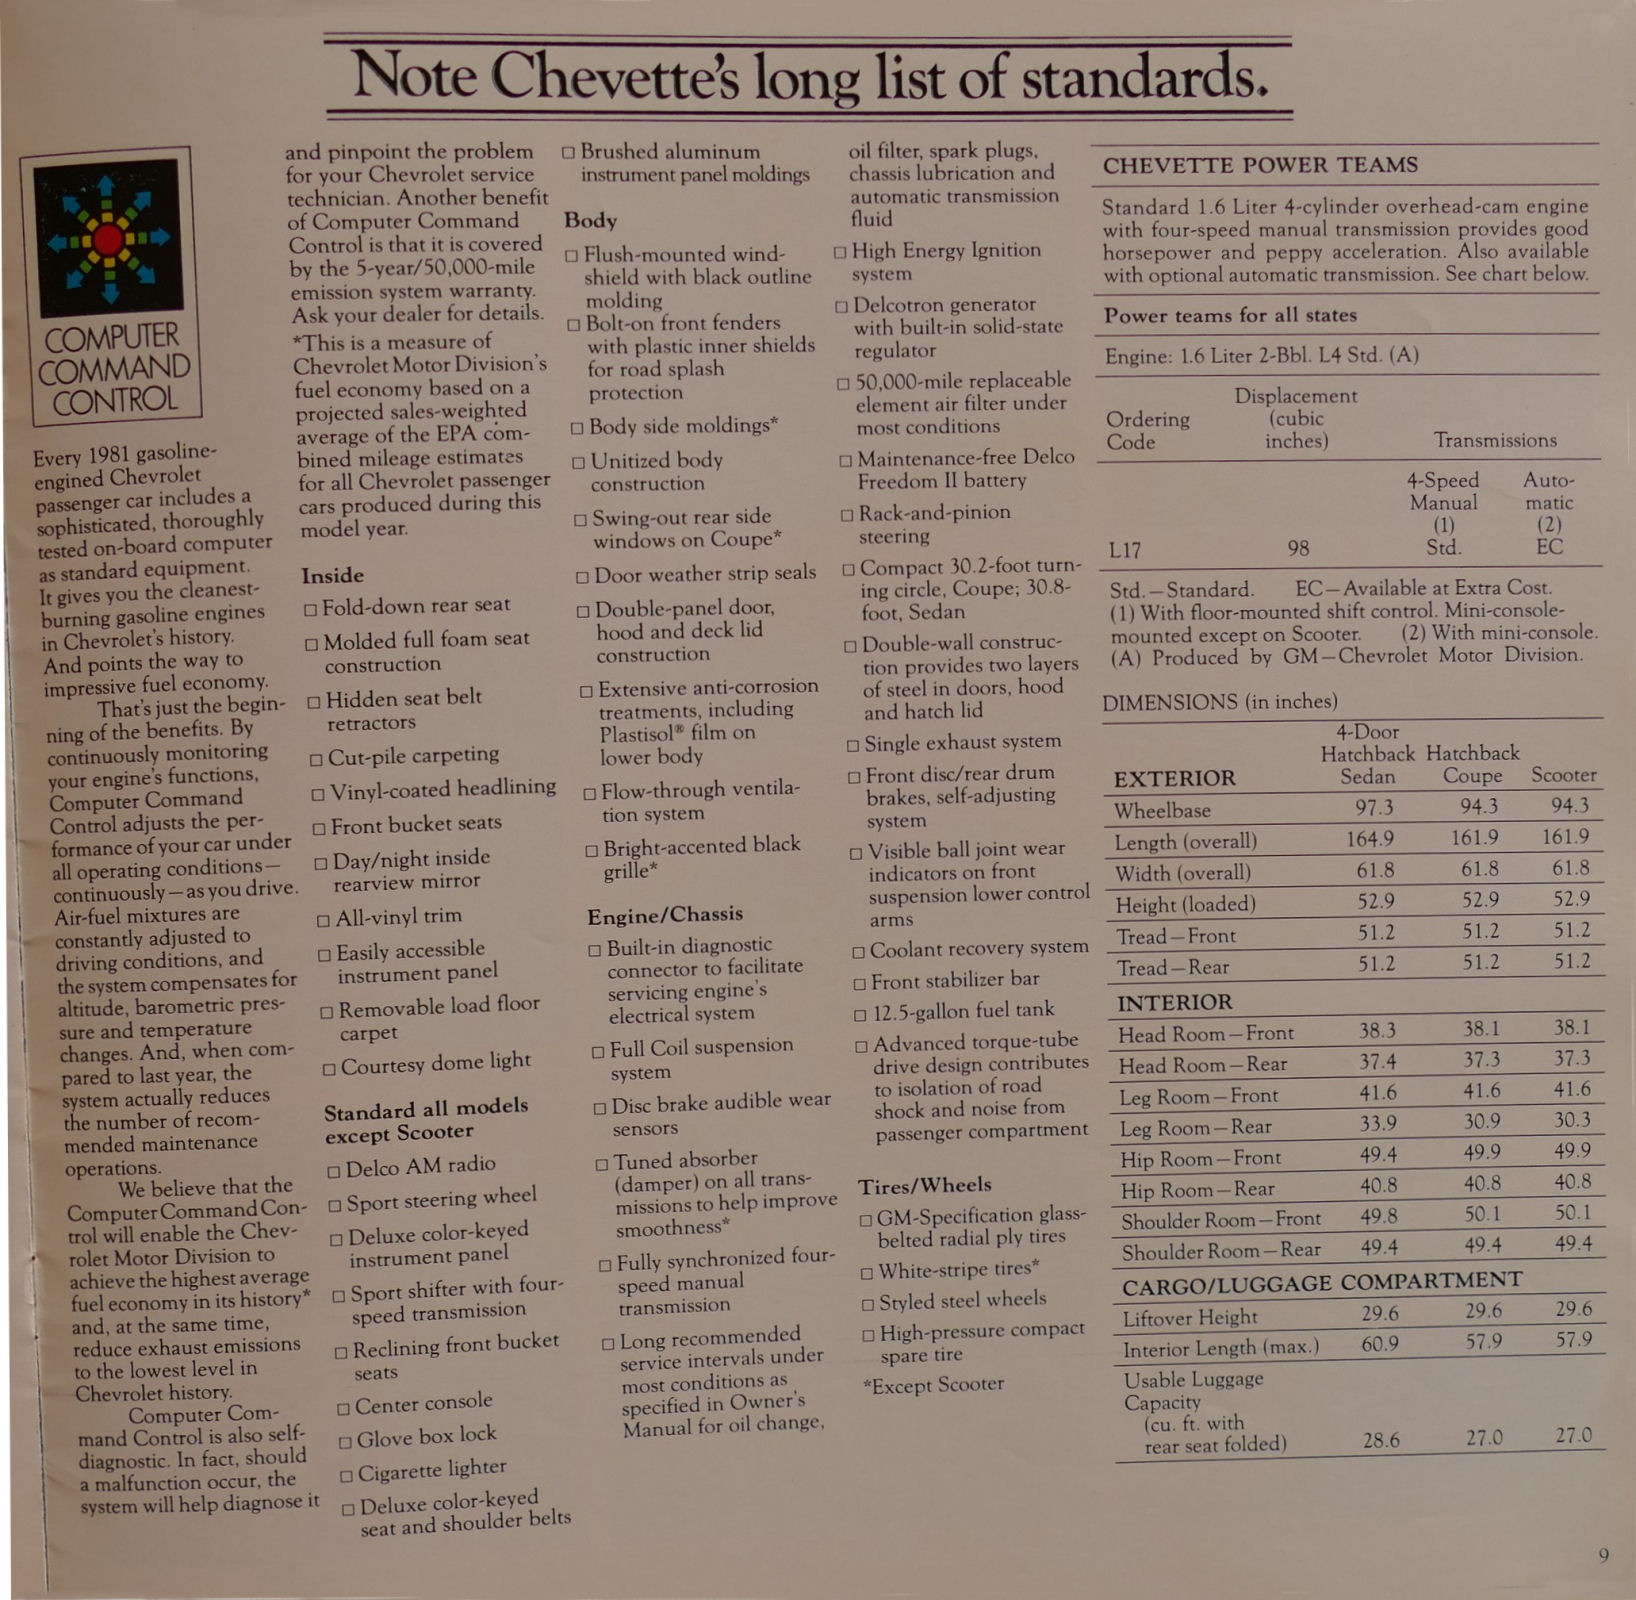 Note Chevette's long list of standards.
COMPUTER
COMMAND
CONTROL
Every 1981 gasoline-
engined Chevrolet
passenger car includes a
sophisticated, thoroughly
tested on-board computer
as standard equipment.
It gives you the cleanest-
burning gasoline engines
in Chevrolet's history.
And points the way to
impressive fuel economy.
That's just the begin-
ning of the benefits. By
continuously monitoring
your engine's functions,
Computer Command
Control adjusts the per-
formance of your car under
all operating conditions—
continuously—as you drive.
Air-fuel mixtures are
constantly adjusted to
driving conditions, and
the system compensates for
altitude, barometric pres-
sure and temperature
changes. And, when com-
pared to last year, the
system actually reduces
the number of recom-
mended maintenance
operations.
We believe that the
Computer Command Con-
trol will enable the Chev-
rolet Motor Division to
achieve the highest average
fuel economy in its history*
and, at the same time,
reduce exhaust emissions
to the lowest level in
Chevrolet history.
Computer Com-
mand Control is also self-
diagnostic. In fact, should
a malfunction occur, the
system will help diagnose it
and pinpoint the problem
for your Chevrolet service
technician. Another benefit
of Computer Command
Control is that it is covered
by the 5-year/50,000-mile
emission system warranty.
Ask your dealer for details.
*This is a measure of
Chevrolet Motor Division's
fuel economy based on a
projected sales-weighted
average of the EPA com-
bined mileage estimates
for all Chevrolet passenger
cars produced during this
model year.
Inside
□ Fold-down rear seat
□ Molded full foam seat
construction
□ Hidden seat belt
retractors
□ Cut-pile carpeting
□ Vinyl-coated headlining
□ Front bucket seats
□ Day/night inside
rearview mirror
□ All-vinyl trim
□ Easily accessible
instrument panel
□ Removable load floor
carpet
□ Courtesy dome light
Standard all models
except Scooter
□ Delco AM radio
□ Sport steering wheel
□ Deluxe color-keyed
instrument panel
□ Sport shifter with four-
speed transmission
□ Reclining front bucket
seats
□ Center console
□ Glove box lock
□ Cigarette lighter
□ Deluxe color-keyed
seat and shoulder belts
□ Brushed aluminum
instrument panel moldings
Body
□ Flush-mounted wind-
shield with black outline
molding
□ Bolt-on front fenders
with plastic inner shields
for road splash
protection
□ Body side moldings*
□ Unitized body
construction
□ Swing-out rear side
windows on Coupe*
□ Door weather strip seals
□ Double-panel door,
hood and deck lid
construction
□ Extensive anti-corrosion
treatments, including
Plastisol® film on
lower body
□ Flow-through ventila-
tion system
□ Bright-accented black
grille*
Engine/Chassis
□ Built-in diagnostic
connector to facilitate
servicing engine's
electrical system
□ Full Coil suspension
system
□ Disc brake audible wear
sensors
□ Tuned absorber
(damper) on all trans-
missions to help improve
smoothness*
□ Fully synchronized four-
speed manual
transmission
□ Long recommended
service intervals under
most conditions as
specified in Owner's
Manual for oil change,
oil filter, spark plugs,
chassis lubrication and
automatic transmission
fluid
□ High Energy Ignition
system
□ Delcotron generator
with built-in solid-state
regulator
□ 50,000-mile replaceable
element air filter under
most conditions
□ Maintenance-free Delco
Freedom II battery
□ Rack-and-pinion
steering
□ Compact 30.2-foot turn-
ing circle, Coupe; 30.8-
foot, Sedan
□ Double-wall construc-
tion provides two layers
of steel in doors, hood
and hatch lid
□ Single exhaust system
□ Front disc/rear drum
brakes, self-adjusting
system
□ Visible ball joint wear
indicators on front
suspension lower control
arms
□ Coolant recovery system
□ Front stabilizer bar
□ 12.5-gallon fuel tank
□ Advanced torque-tube
drive design contributes
to isolation of road
shock and noise from
passenger compartment
Tires/Wheels
□ GM-Specification glass-
belted radial ply tires
□ White-stripe tires*
□ Styled steel wheels
□ High-pressure compact
spare tire
*Except Scooter
CHEVETTE POWER TEAMS
Standard 1.6 Liter 4-cylinder overhead-cam engine
with four-speed manual transmission provides good
horsepower and peppy acceleration. Also available
with optional automatic transmission. See chart below.
Power teams for all states
Engine: 1.6 Liter 2-Bbl. L4 Std. (A)
Displacement
Ordering (cubic
Code inches) Transmissions
4-Speed Auto-
Manual matic
(1) (2)
L17 98 Std. EC
Std.—Standard. EC—Available at Extra Cost.
(1) With floor-mounted shift control. Mini-console-
mounted except on Scooter. (2) With mini-console.
(A) Produced by GM—Chevrolet Motor Division.
DIMENSIONS (in inches)
4-Door
Hatchback Hatchback
EXTERIOR Sedan Coupe Scooter
Wheelbase 97.3 94.3 94.3
Length (overall) 164.9 161.9 161.9
Width (overall) 61.8 61.8 61.8
Height (loaded) 52.9 52.9 52.9
Tread—Front 51.2 51.2 51.2
Tread—Rear 51.2 51.2 51.2
INTERIOR
Head Room—Front 38.3 38.1 38.1
Head Room—Rear 37.4 37.3 37.3
Leg Room—Front 41.6 41.6 41.6
Leg Room—Rear 33.9 30.9 30.3
Hip Room—Front 49.4 49.9 49.9
Hip Room—Rear 40.8 40.8 40.8
Shoulder Room—Front 49.8 50.1 50.1
Shoulder Room—Rear 49.4 49.4 49.4
CARGO/LUGGAGE COMPARTMENT
Liftover Height 29.6 29.6 29.6
Interior Length (max.) 60.9 57.9 57.9
Usable Luggage
Capacity
(cu. ft. with
rear seat folded) 28.6 27.0 27.0
9